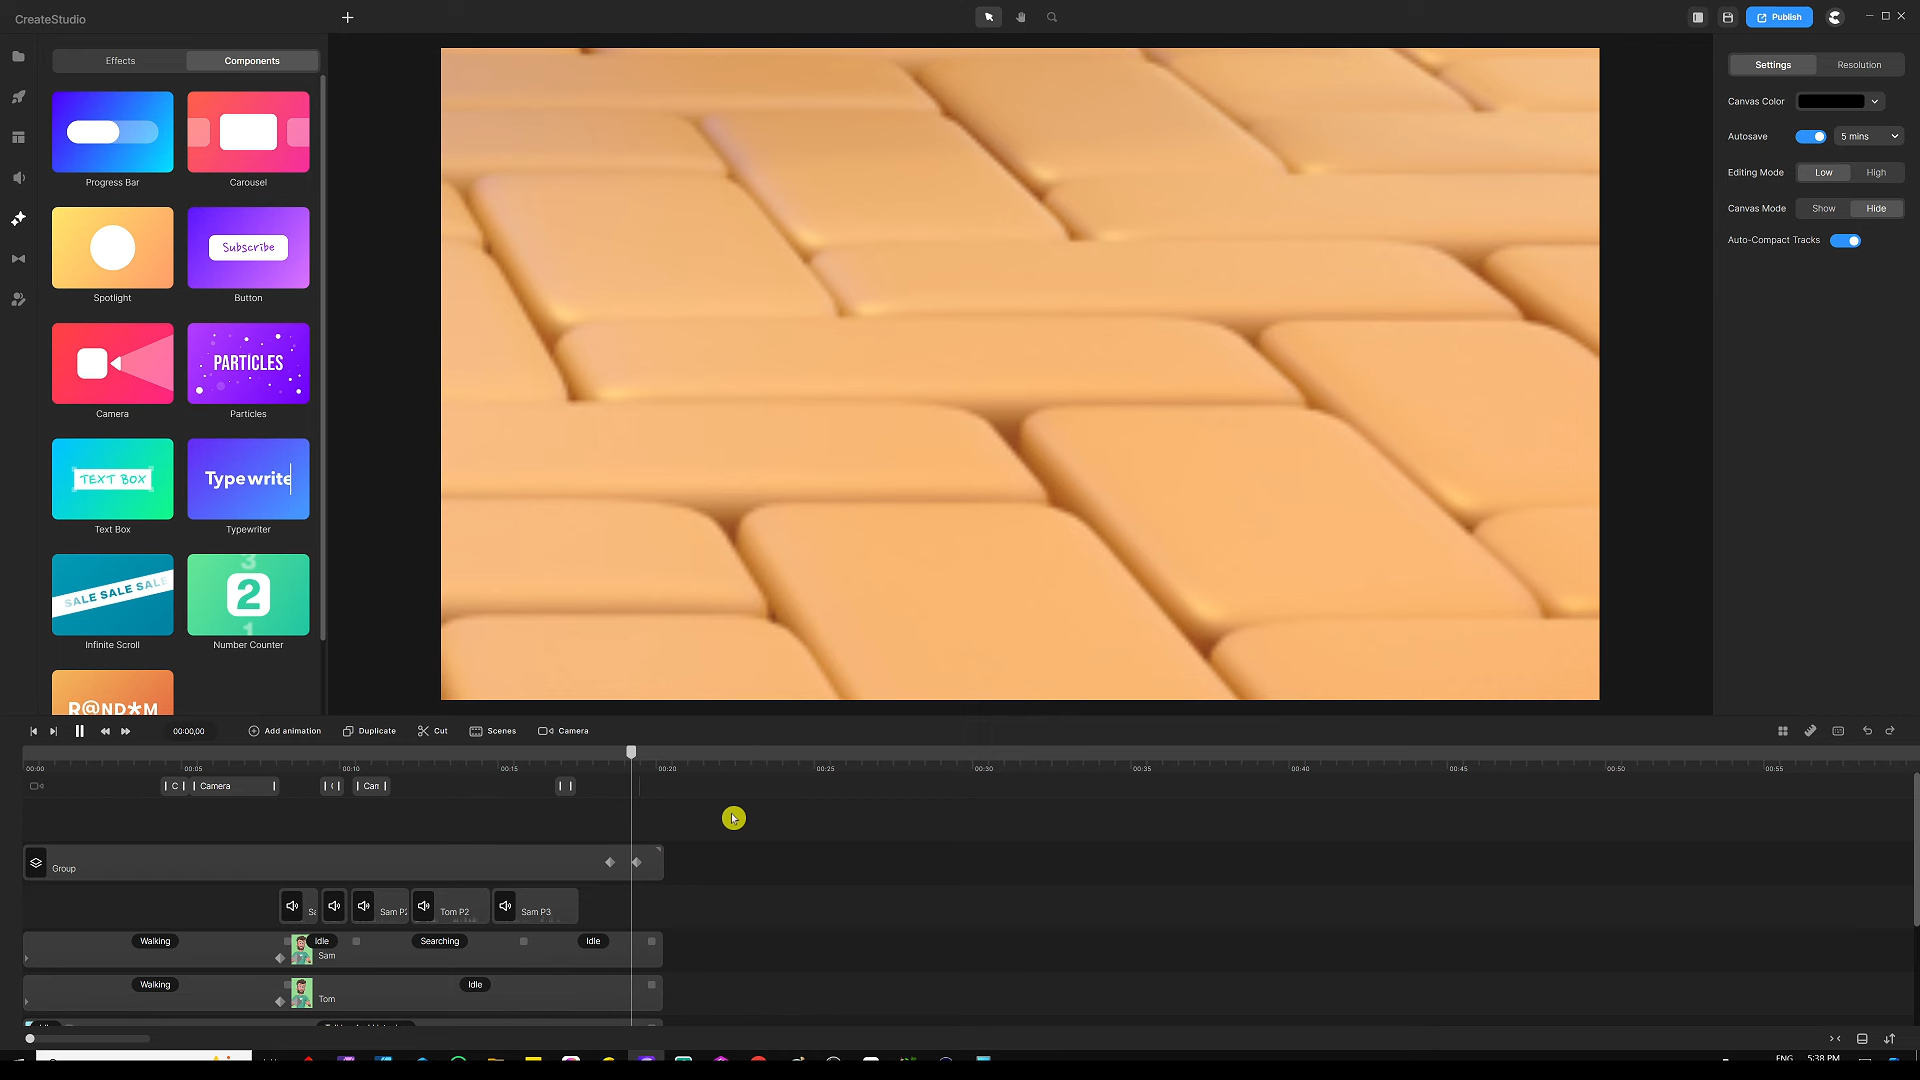 CreateStudio
Publish
Effects
Components
Settings
Resolution
Progress Bar
Carousel
Canvas Color
Autosave
5 mins
Editing Mode
Low
High
Canvas Mode
Show
Hide
Auto-Compact Tracks
Subscribe
Spotlight
Button
PARTICLES
Camera
Particles
TEXT BOX
Typewrite
Text Box
Typewriter
SALE SALE SALE
3
2
1
Infinite Scroll
Number Counter
R@ND*M
00:00,00
Add animation
Duplicate
Cut
Scenes
Camera
00:00
00:05
00:10
00:15
00:20
00:25
00:30
00:35
00:40
00:45
00:50
00:55
C
Camera
Can
Group
Sa
Sam P2
Tom P2
Sam P3
Walking
Idle
Searching
Idle
Sam
Walking
Idle
Tom
ENG
5:38 PM